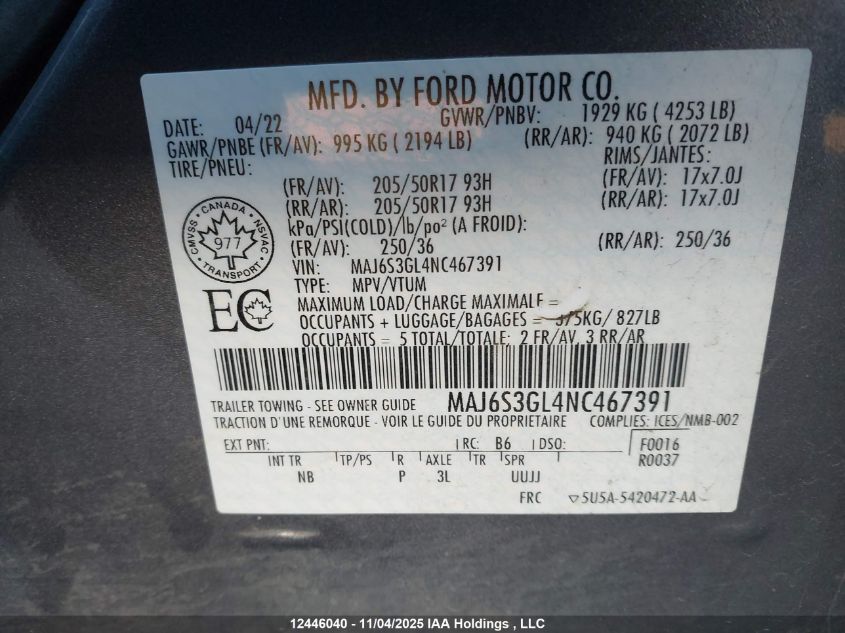 MFD. BY FORD MOTOR CO.
DATE: 04/22 GVWR/PNBV: 1929 KG ( 4253 LB)
GAWR/PNBE (FR/AV): 995 KG ( 2194 LB) (RR/AR): 940 KG ( 2072 LB)
TIRE/PNEU: RIMS/JANTES:
(FR/AV): 205/50R17 93H (FR/AV): 17x7.0J
(RR/AR): 205/50R17 93H (RR/AR): 17x7.0J
kPa/PSI(COLD)/lb/po² (A FROID):
(FR/AV): 250/36 (RR/AR): 250/36
CANADA
CMVSS 977 NSVAC
TRANSPORT
VIN: MAJ6S3GL4NC467391
TYPE: MPV/VTUM
EC
MAXIMUM LOAD/CHARGE MAXIMALE =
OCCUPANTS + LUGGAGE/BAGAGES = 375KG/ 827LB
OCCUPANTS = 5 TOTAL/TOTALE: 2 FR/AV, 3 RR/AR
TRAILER TOWING - SEE OWNER GUIDE MAJ6S3GL4NC467391
TRACTION D'UNE REMORQUE - VOIR LE GUIDE DU PROPRIETAIRE COMPLIES: ICES/NMB-002
EXT PNT: RC: B6 DSO: F0016
INT TR TP/PS R AXLE TR SPR R0037
NB P 3L UUJJ
FRC ▽5U5A-5420472-AA
12446040 - 11/04/2025 IAA Holdings , LLC